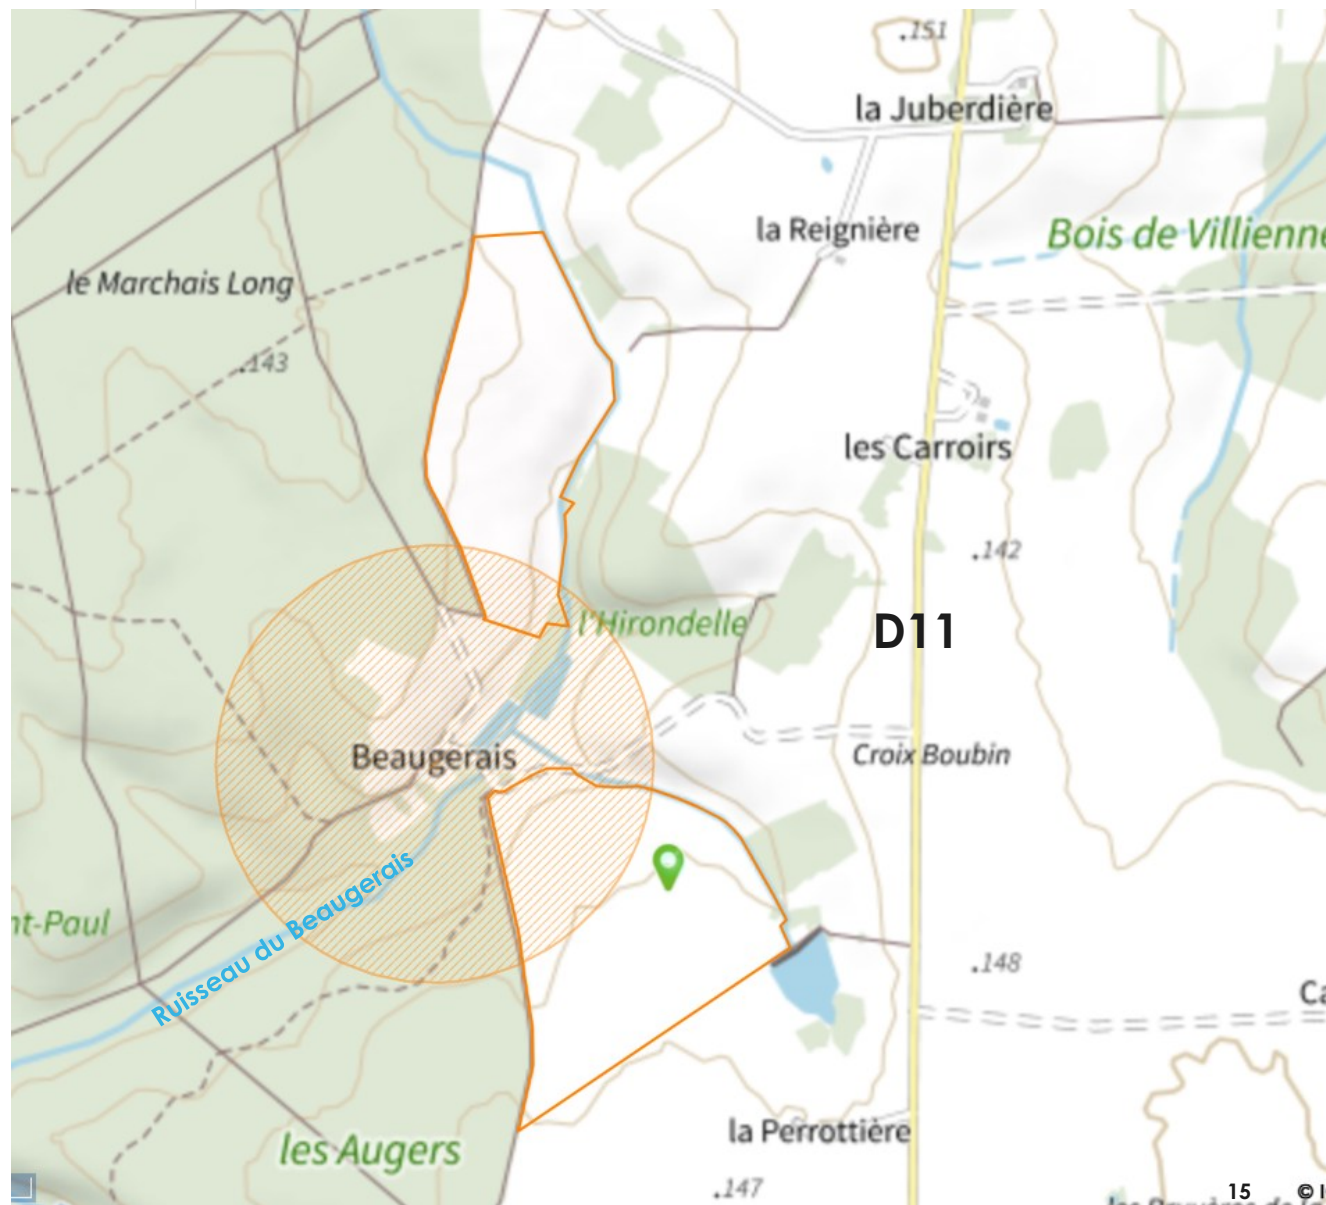 .151
la Juberdière
la Reignière
Bois de Villienne
le Marchais Long
.143
les Carroirs
.142
l'Hirondelle
D11
Beaugerais
Croix Boubin
Ruisseau du Beaugerais
nt-Paul
.148
Ca
la Perrottière
les Augers
.147
15
© I